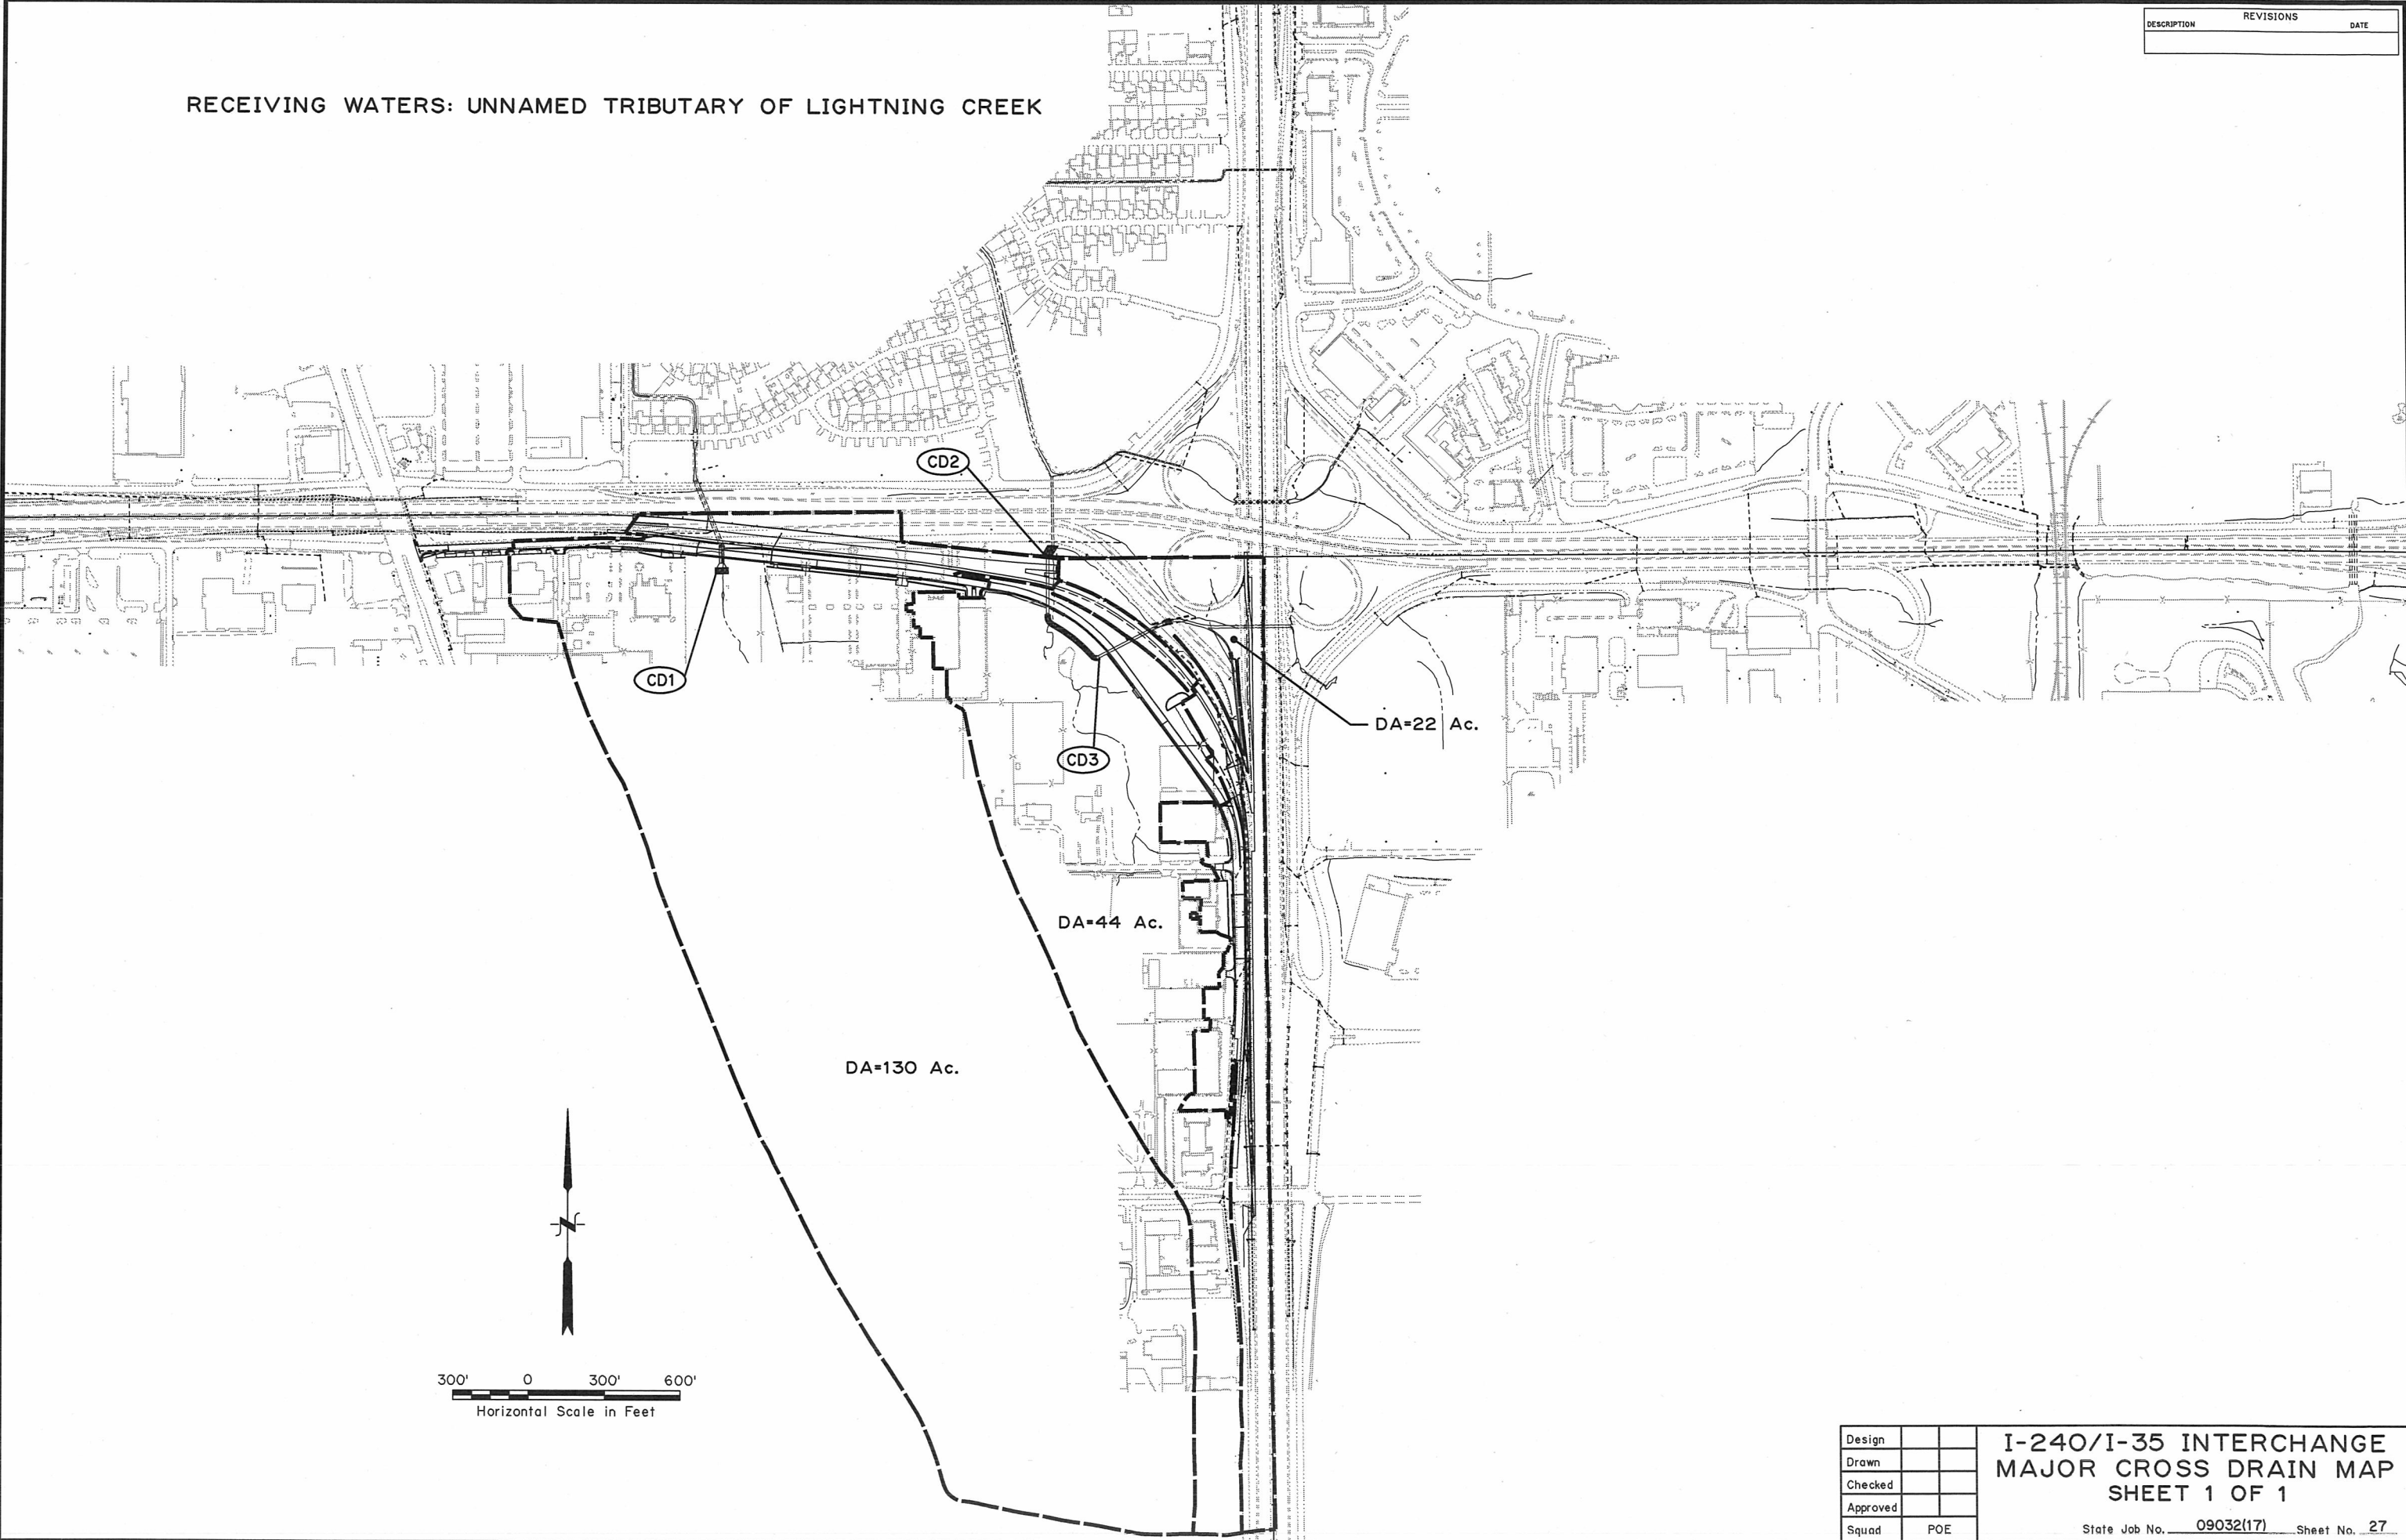 REVISIONS
DESCRIPTION DATE
RECEIVING WATERS: UNNAMED TRIBUTARY OF LIGHTNING CREEK
CD2
CD1
CD3
DA=22 Ac.
DA=44 Ac.
DA=130 Ac.
N
300' 0 300' 600'
Horizontal Scale in Feet
Design
Drawn
Checked
Approved
Squad POE
I-240/I-35 INTERCHANGE
MAJOR CROSS DRAIN MAP
SHEET 1 OF 1
State Job No. 09032(17) Sheet No. 27